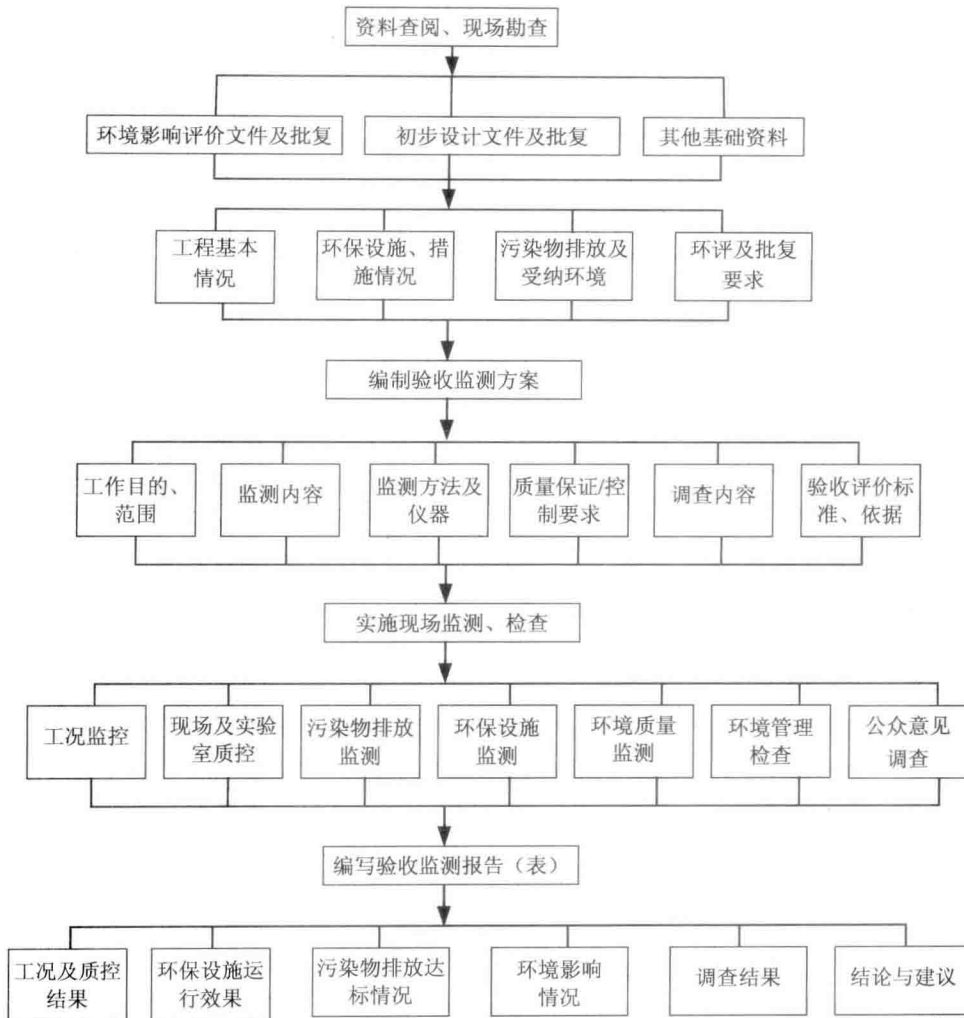 资料查阅、现场勘查
环境影响评价文件及批复
初步设计文件及批复
其他基础资料
工程基本
情况
环保设施、措
施情况
污染物排放及
受纳环境
环评及批复
要求
编制验收监测方案
工作目的、
范围
监测内容
监测方法及
仪器
质量保证/控
制要求
调查内容
验收评价标
准、依据
实施现场监测、检查
工况监控
现场及实验
室质控
污染物排放
监测
环保设施
监测
环境质量
监测
环境管理
检查
公众意见
调查
编写验收监测报告（表）
工况及质控
结果
环保设施运
行效果
污染物排放达
标情况
环境影响
情况
调查结果
结论与建议